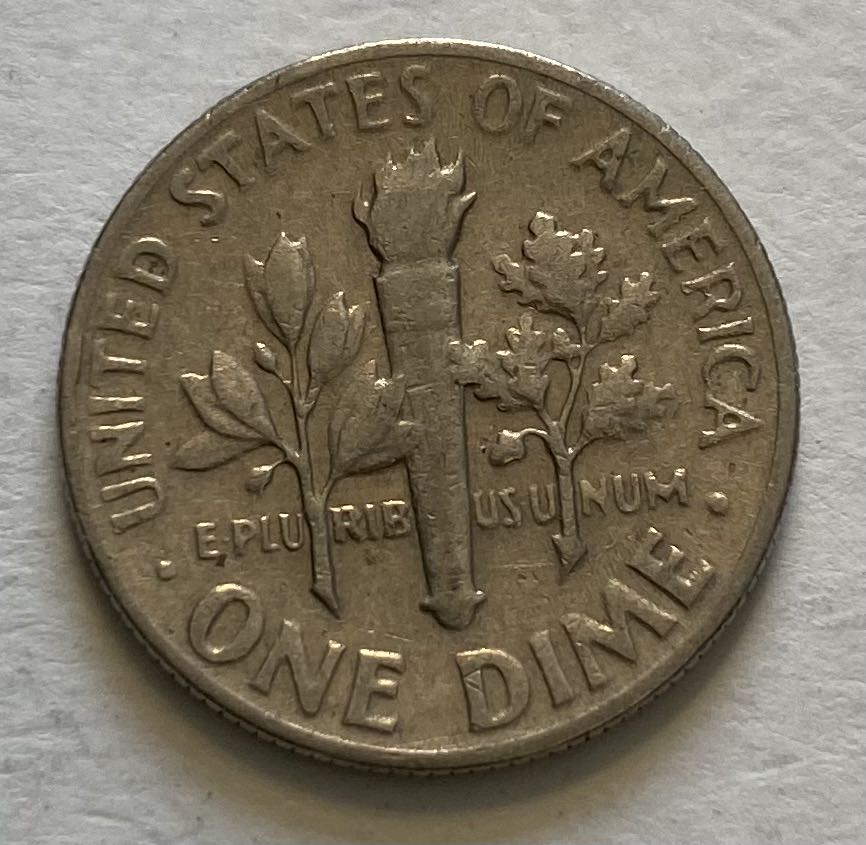 UNITED STATES OF AMERICA
E PLURIBUS UNUM
· ONE DIME ·